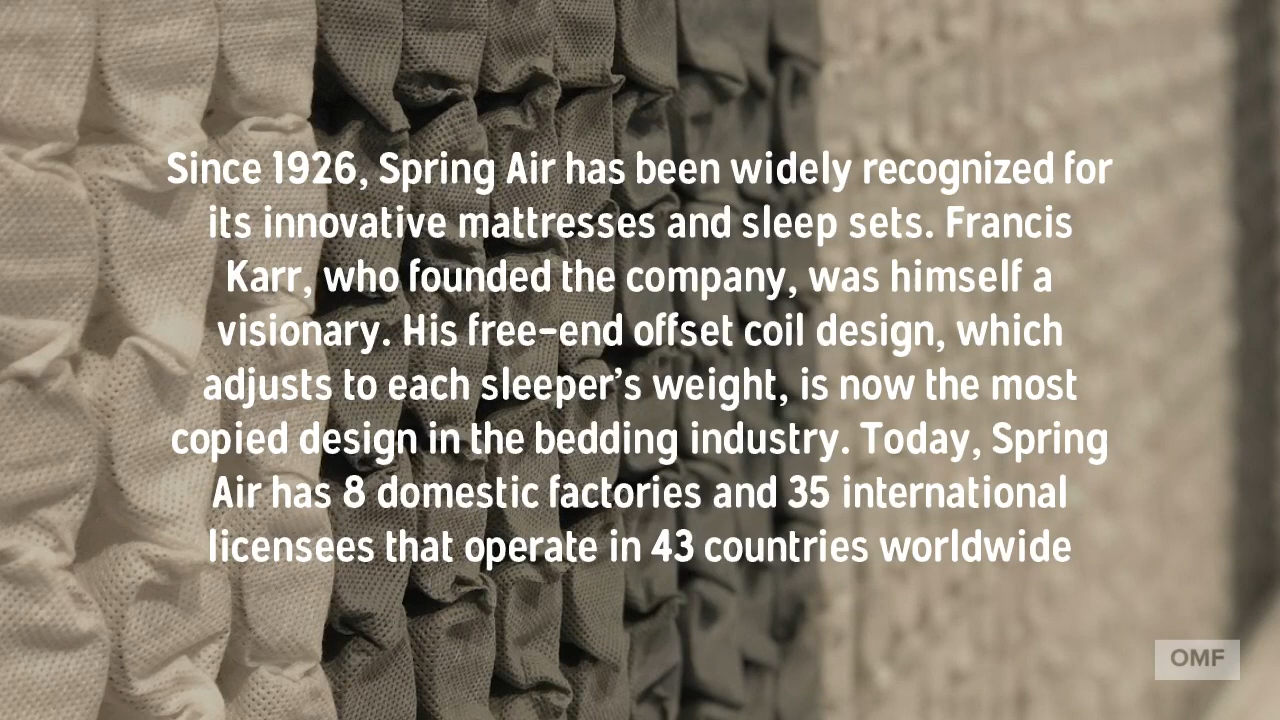 Since 1926, Spring Air has been widely recognized for
its innovative mattresses and sleep sets. Francis
Karr, who founded the company, was himself a
visionary. His free-end offset coil design, which
adjusts to each sleeper’s weight, is now the most
copied design in the bedding industry. Today, Spring
Air has 8 domestic factories and 35 international
licensees that operate in 43 countries worldwide
OMF